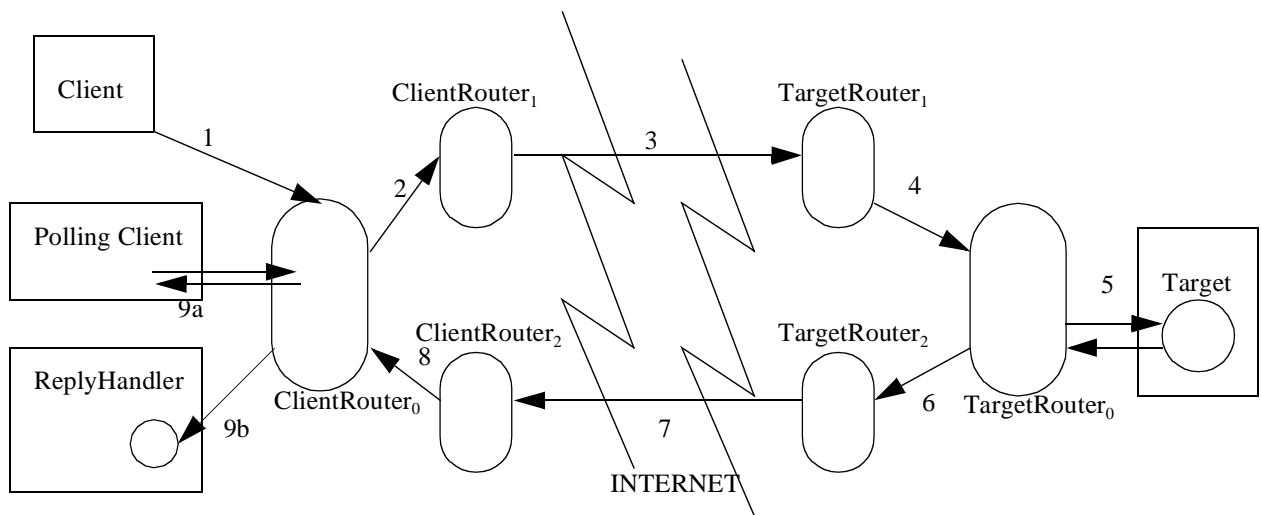 Client
ClientRouter₁
TargetRouter₁
1
3
2
4
Polling Client
9a
5
Target
ClientRouter₂
TargetRouter₂
8
ReplyHandler
ClientRouter₀
6
TargetRouter₀
9b
7
INTERNET